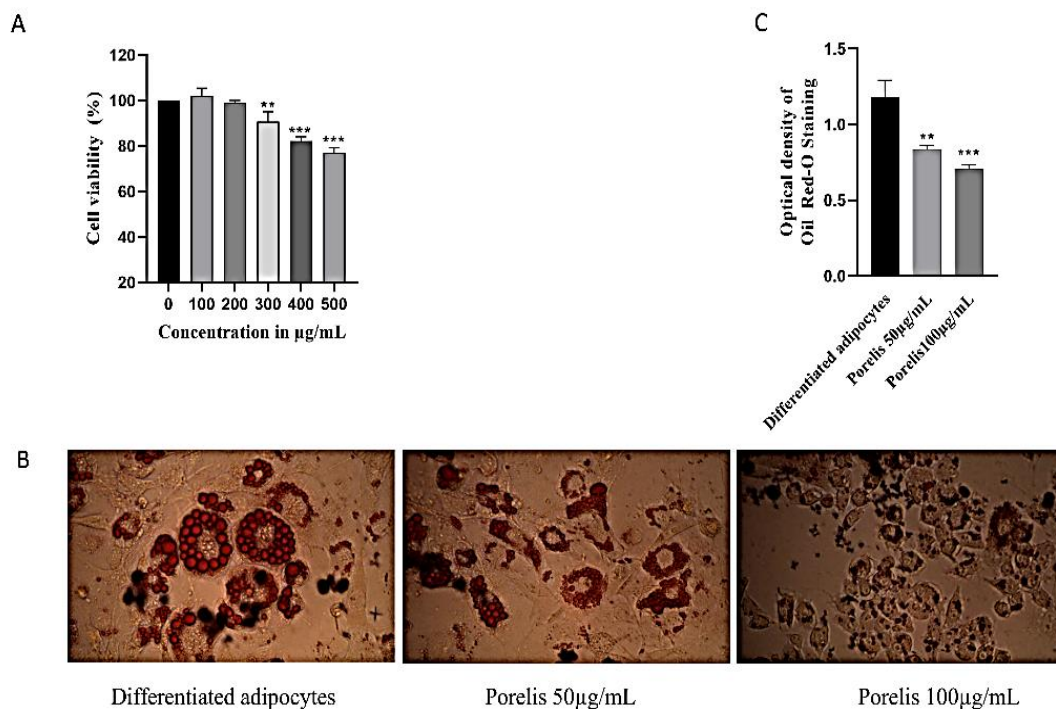 A
120
100
80
60
40
20
**
***
***
0 100 200 300 400 500
Cell viability (%)
Concentration in µg/mL
C
1.5
1.0
0.5
0.0
**
***
Optical density of
Oil Red-O Staining
Differentiated adipocytes
Porelis 50µg/mL
Porelis100µg/mL
B
Differentiated adipocytes
Porelis 50µg/mL
Porelis 100µg/mL